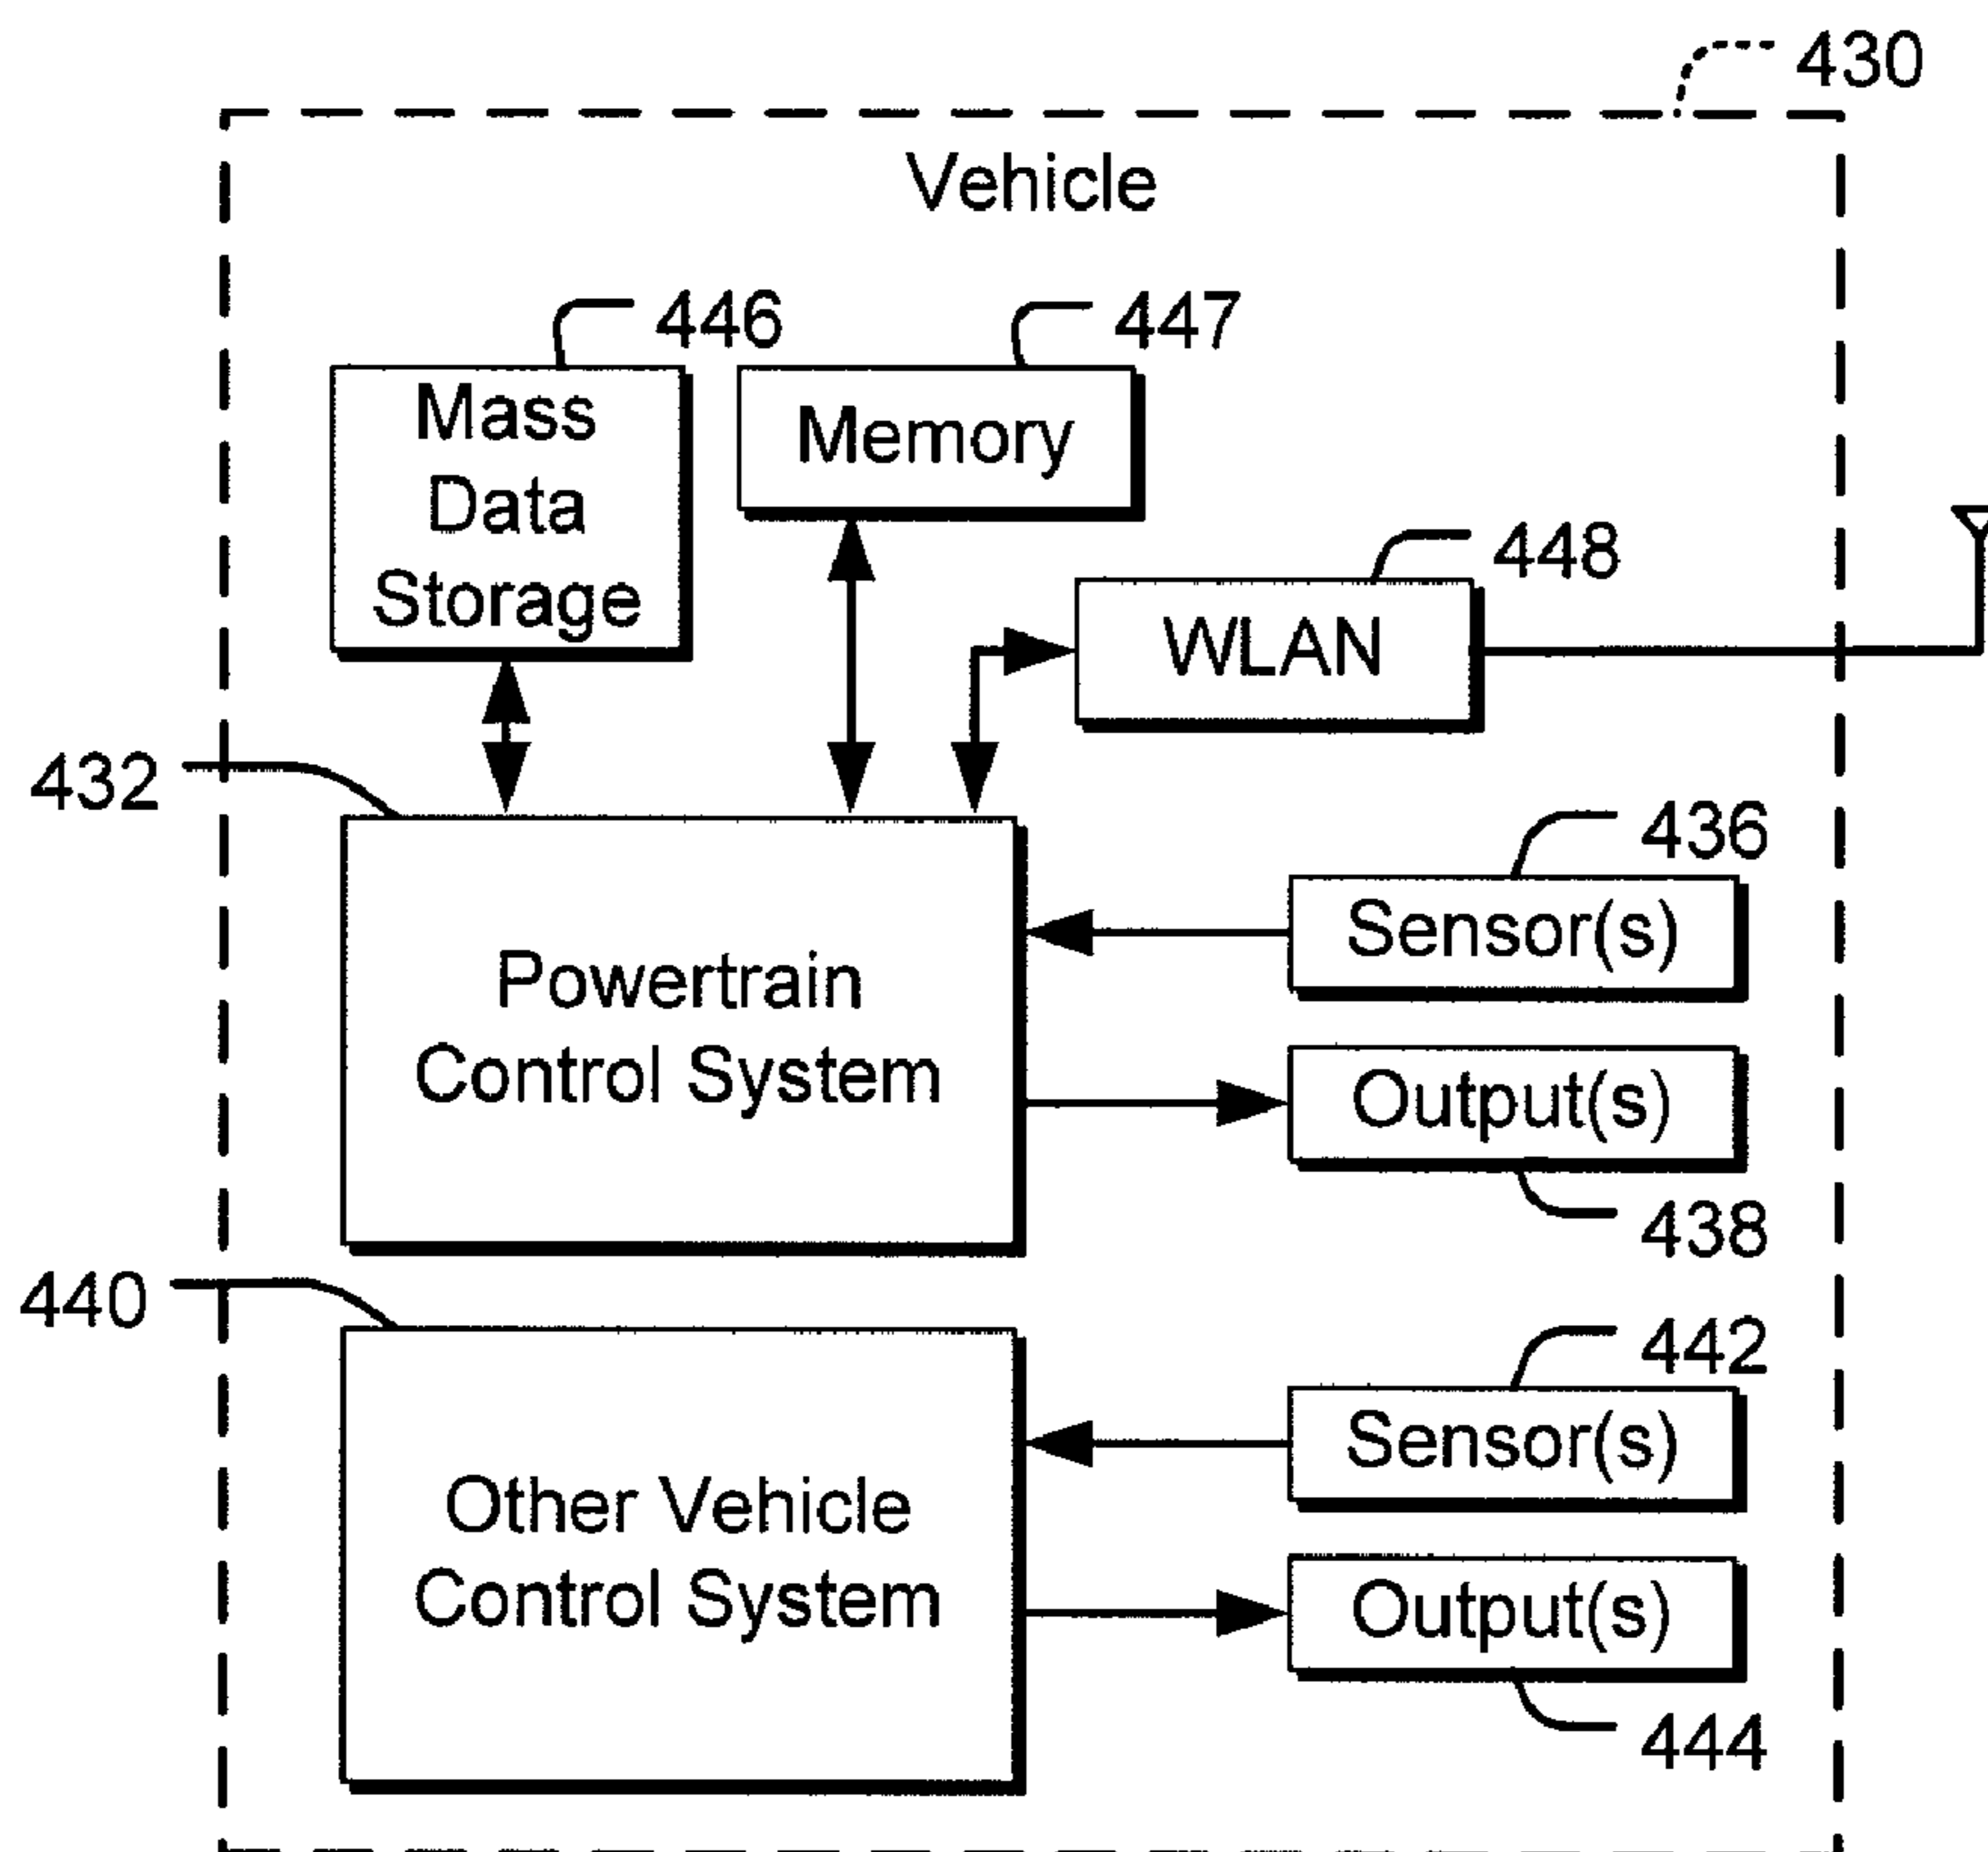 430
Vehicle
446
447
Mass
Data
Storage
Memory
448
WLAN
432
436
Sensor(s)
Powertrain
Control System
Output(s)
438
440
442
Sensor(s)
Other Vehicle
Control System
Output(s)
444